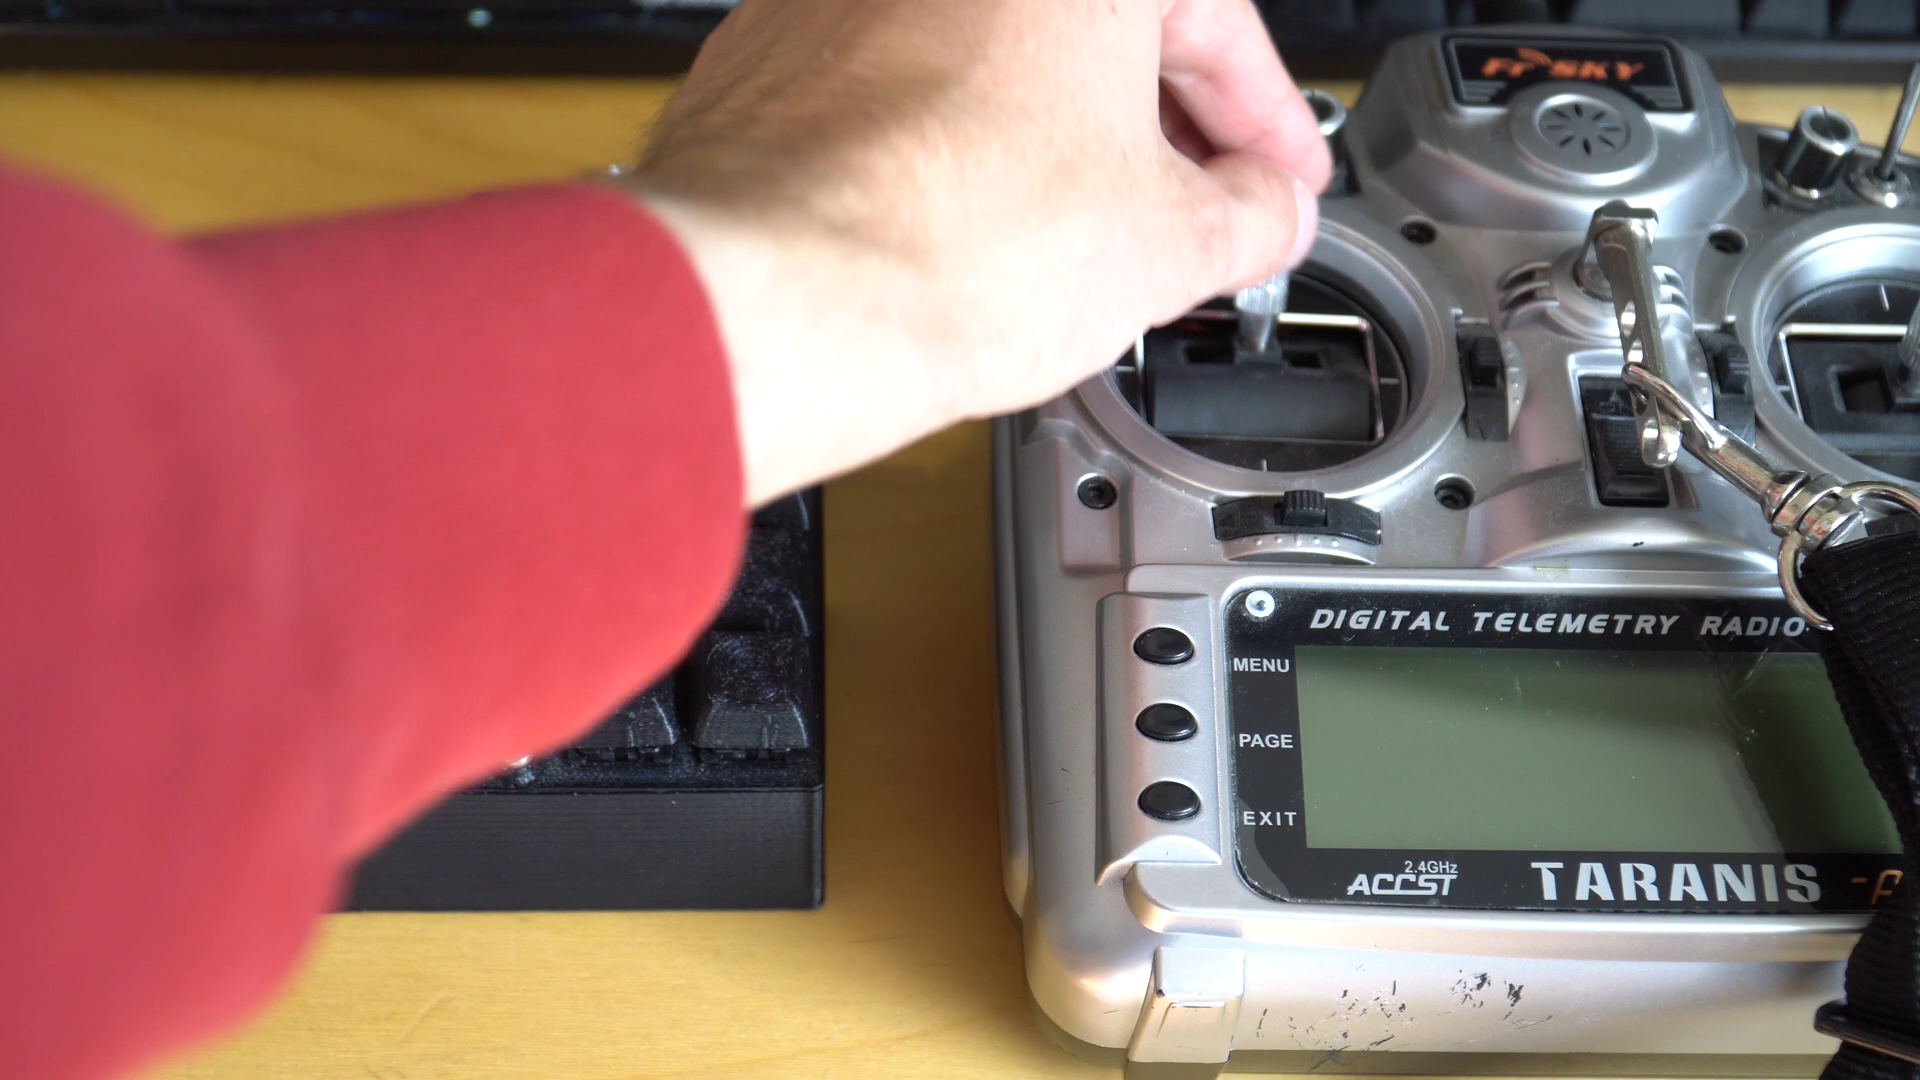 FrSKY
DIGITAL TELEMETRY RADIO
MENU
PAGE
EXIT
2.4GHz
ACCST
TARANIS